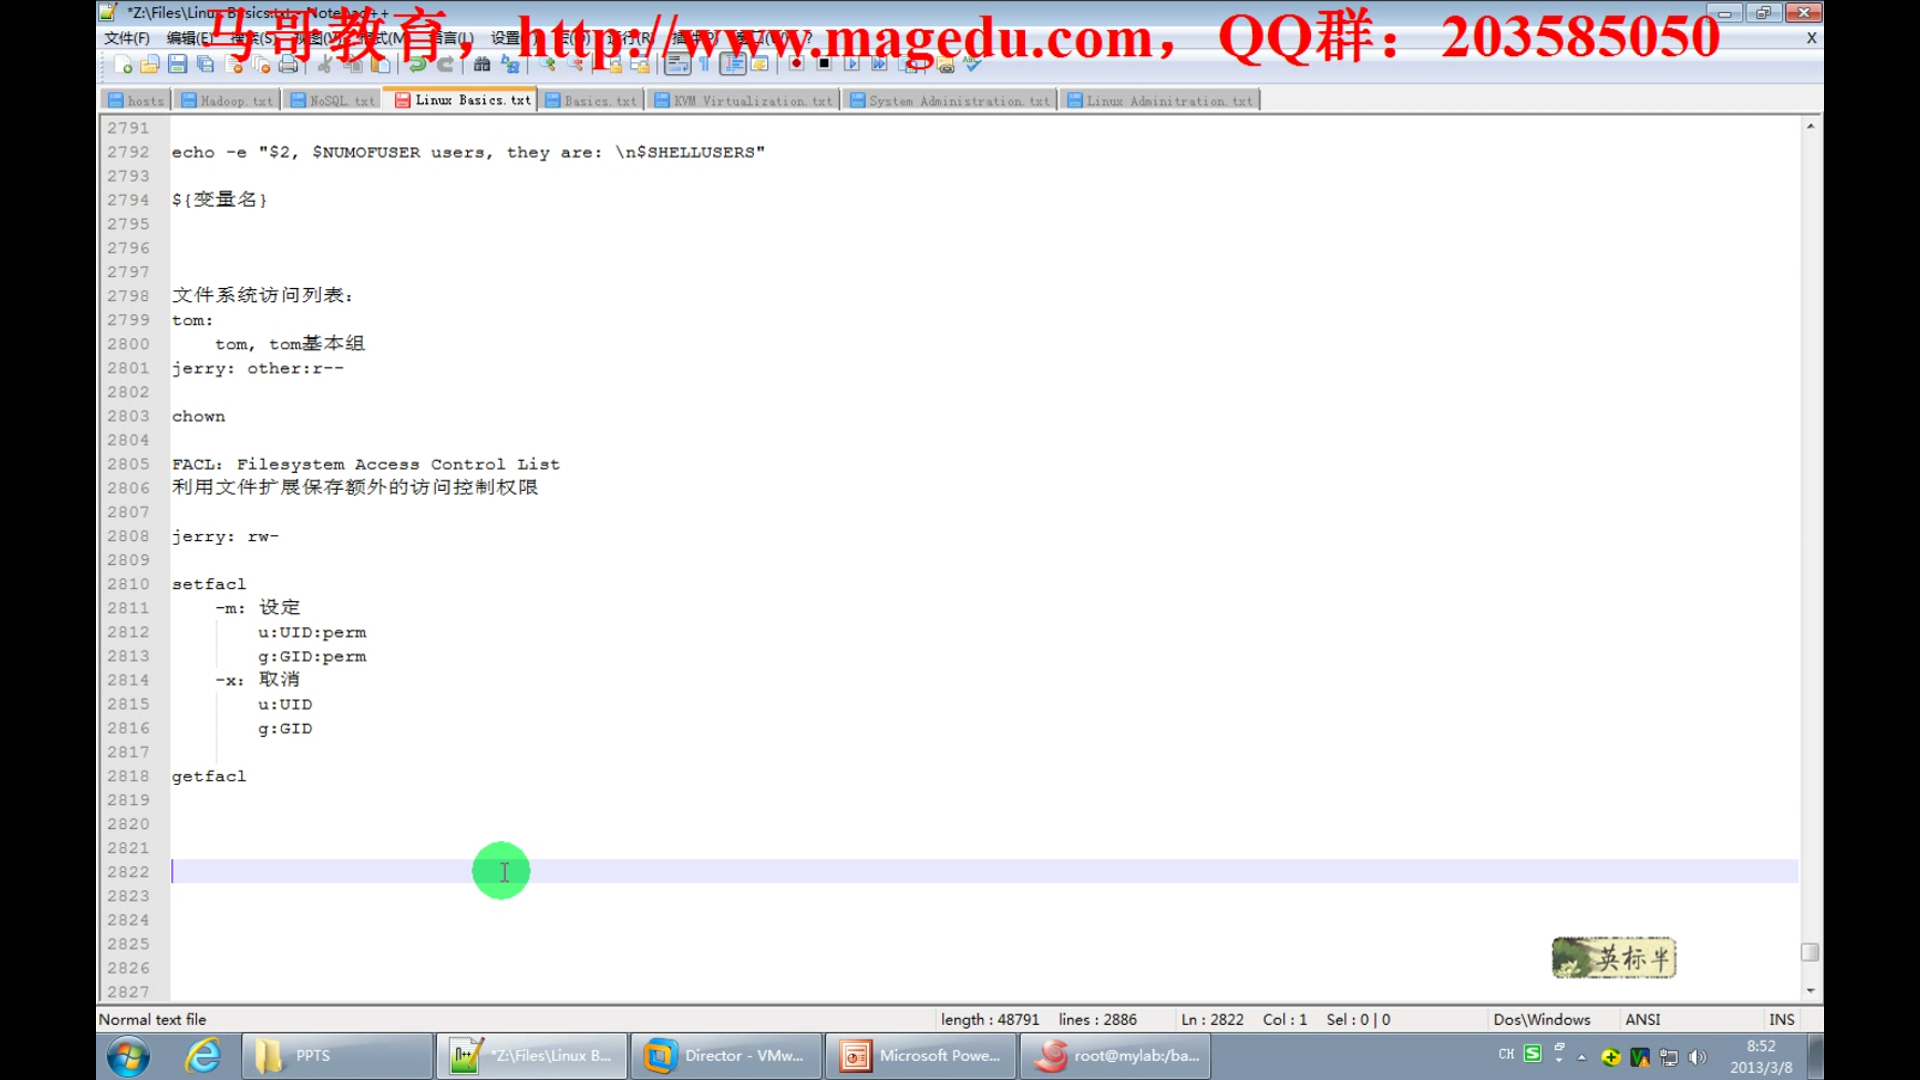 *Z:\Files\Linux Basics.txt - Notepad++
马哥教育，http://www.magedu.com，QQ群：203585050
文件(F) 编辑(E) 搜索(S) 视图(V) 格式(M) 语言(L) 设置 运行(R) ? X
hosts Hadoop.txt NoSQL.txt Linux Basics.txt Basics.txt KVM Virtualization.txt System Administration.txt Linux Adminitration.txt
2791
2792 echo -e "$2, $NUMOFUSER users, they are: \n$SHELLUSERS"
2793
2794 ${变量名}
2795
2796
2797
2798 文件系统访问列表：
2799 tom:
2800 tom, tom基本组
2801 jerry: other:r--
2802
2803 chown
2804
2805 FACL: Filesystem Access Control List
2806 利用文件扩展保存额外的访问控制权限
2807
2808 jerry: rw-
2809
2810 setfacl
2811 -m: 设定
2812 u:UID:perm
2813 g:GID:perm
2814 -x: 取消
2815 u:UID
2816 g:GID
2817
2818 getfacl
2819
2820
2821
2822
2823
2824
2825
2826
2827
英标半
Normal text file length : 48791 lines : 2886 Ln : 2822 Col : 1 Sel : 0 | 0 Dos\Windows ANSI INS
PPTS *Z:\Files\Linux B... Director - VMw... Microsoft Powe... root@mylab:/ba... CH 8:52
2013/3/8